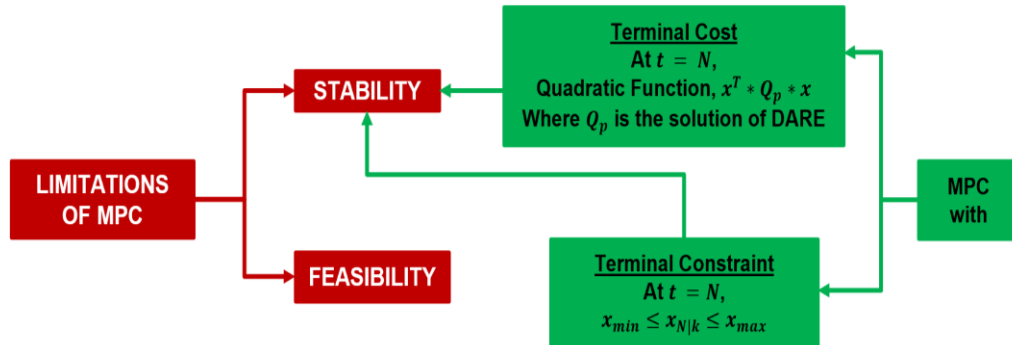 LIMITATIONS
OF MPC
STABILITY
FEASIBILITY
Terminal Cost
At t = N,
Quadratic Function, x^T * Q_p * x
Where Q_p is the solution of DARE
Terminal Constraint
At t = N,
x_min ≤ x_N|k ≤ x_max
MPC
with